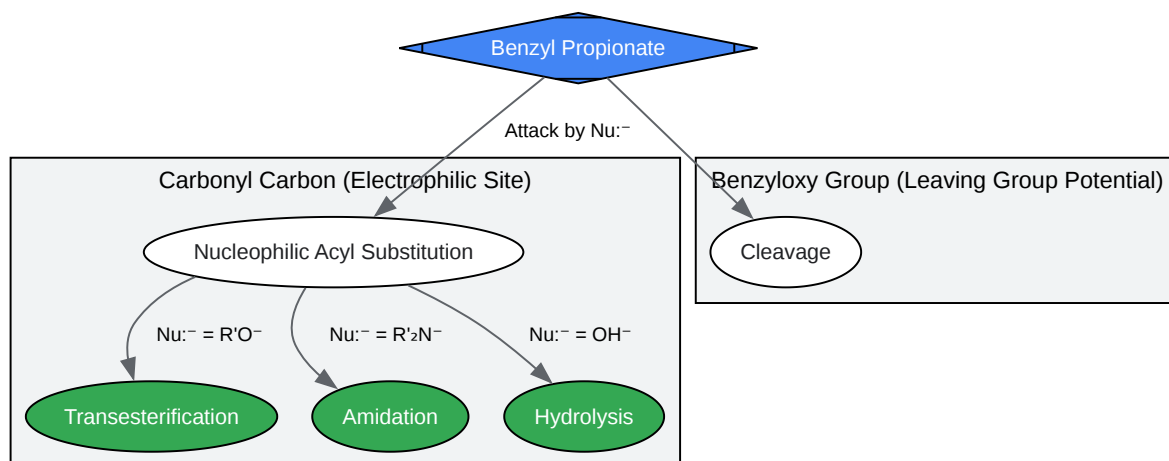 Benzyl Propionate
Attack by Nu:⁻
Carbonyl Carbon (Electrophilic Site)
Benzyloxy Group (Leaving Group Potential)
Nucleophilic Acyl Substitution
Cleavage
Nu:⁻ = R'O⁻
Nu:⁻ = R'₂N⁻
Nu:⁻ = OH⁻
Transesterification
Amidation
Hydrolysis